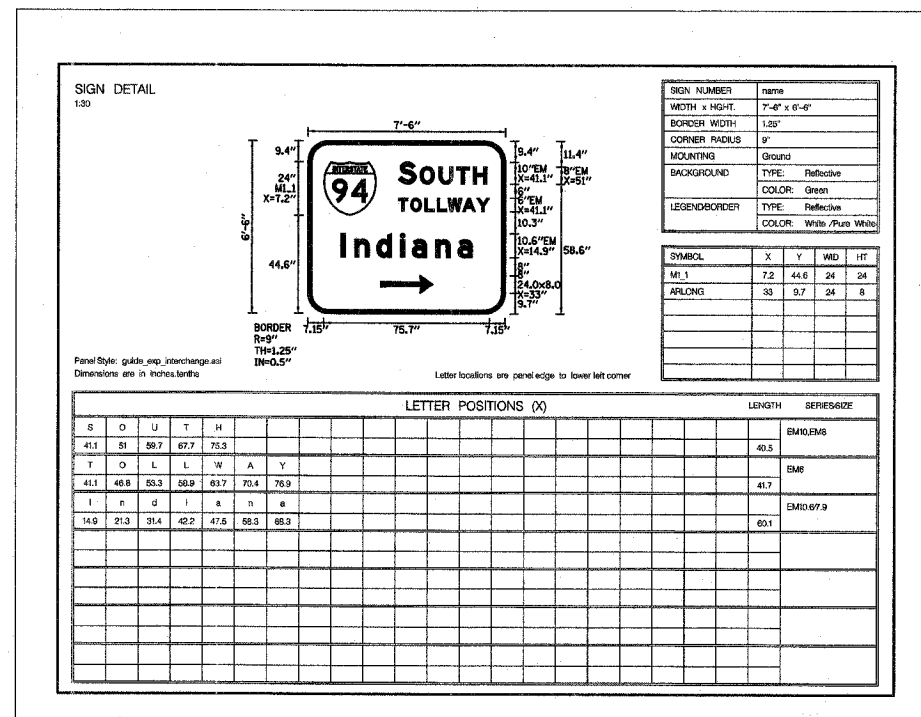 SIGN DETAIL
1:30
7'-6"
9.4"
24"
M1_1
X=7.2"
44.6"
6'-6"
INTERSTATE
94
SOUTH
TOLLWAY
Indiana
9.4"
10"EM
X=41.1"
6"
6"EM
X=41.1"
10.3"
10.6"EM
X=14.9"
8"
8"
24.0x8.0
X=33"
9.7"
11.4"
8"EM
X=51"
58.6"
7.15" 75.7" 7.15"
BORDER
R=9"
TH=1.25"
IN=0.5"
Panel Style: guide_exp_interchange.asi
Dimensions are in inches.tenths
Letter locations are panel edge to lower left corner
SIGN NUMBER name
WIDTH x HGHT. 7'-6" x 6'-6"
BORDER WIDTH 1.25"
CORNER RADIUS 9"
MOUNTING Ground
BACKGROUND TYPE: Reflective
COLOR: Green
LEGEND/BORDER TYPE: Reflective
COLOR: White /Pure White
SYMBOL X Y WID HT
M1_1 7.2 44.6 24 24
ARLONG 33 9.7 24 8
LETTER POSITIONS (X) LENGTH SERIES/SIZE
S O U T H EM10,EM8
41.1 51 59.7 67.7 75.3 40.5
T O L L W A Y EM6
41.1 46.8 53.3 58.9 63.7 70.4 76.9 41.7
I n d i a n a EM10.6/7.9
14.9 21.3 31.4 42.2 47.5 58.3 68.3 60.1